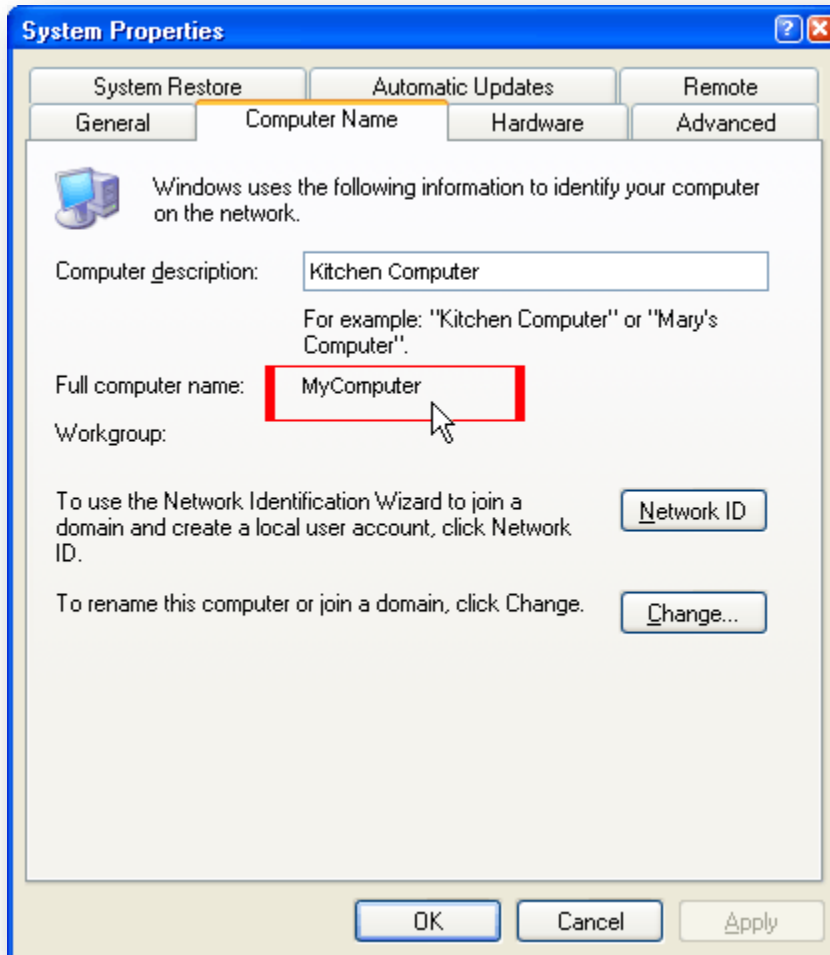 System Properties
System Restore
Automatic Updates
Remote
General
Computer Name
Hardware
Advanced
Windows uses the following information to identify your computer
on the network.
Computer description:
Kitchen Computer
For example: "Kitchen Computer" or "Mary's
Computer".
Full computer name:
MyComputer
Workgroup:
To use the Network Identification Wizard to join a
domain and create a local user account, click Network
ID.
Network ID
To rename this computer or join a domain, click Change.
Change...
OK
Cancel
Apply